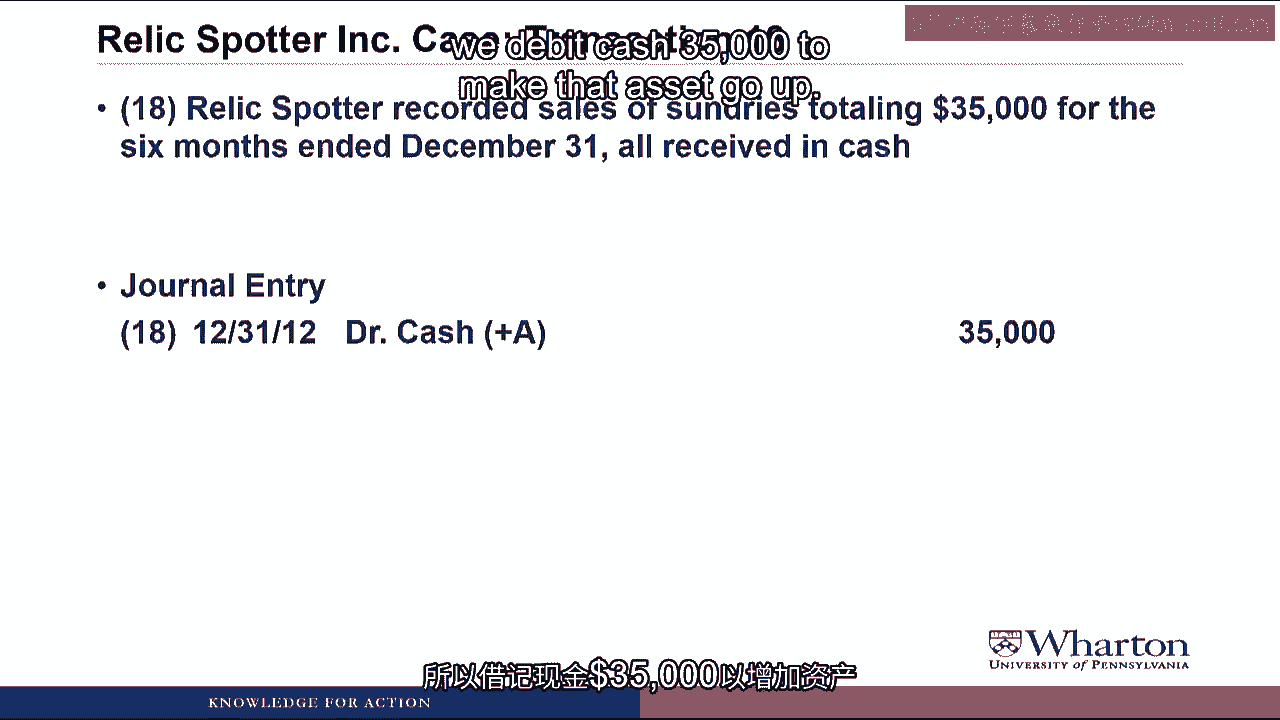 Relic Spotter Inc. Case: Transaction 18
we debit cash 35,000 to
make that asset go up.
• (18) Relic Spotter recorded sales of sundries totaling $35,000 for the
six months ended December 31, all received in cash
• Journal Entry
(18) 12/31/12 Dr. Cash (+A) 35,000
Wharton
UNIVERSITY of PENNSYLVANIA
所以借记现金$35,000以增加资产
KNOWLEDGE FOR ACTION